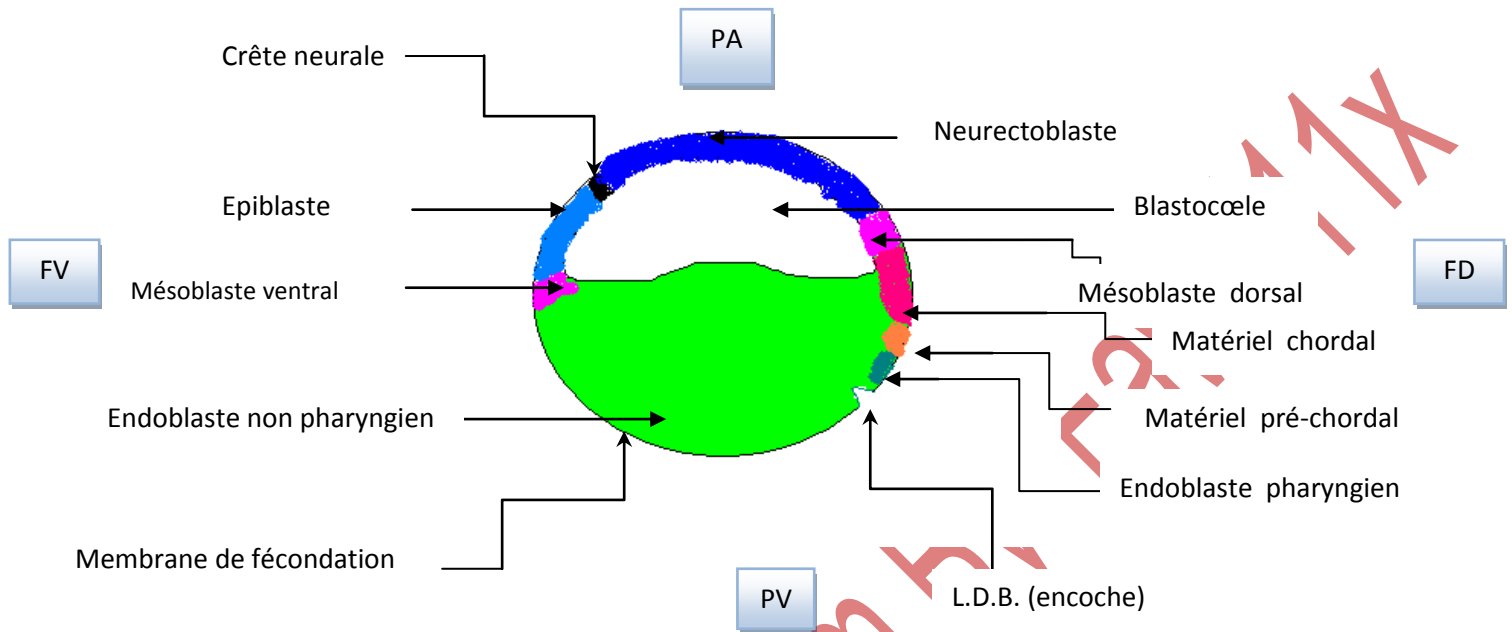 PA
Crête neurale
Neurectoblaste
Epiblaste
Blastocœle
FV
FD
Mésoblaste ventral
Mésoblaste dorsal
Matériel chordal
Endoblaste non pharyngien
Matériel pré-chordal
Endoblaste pharyngien
Membrane de fécondation
PV
L.D.B. (encoche)